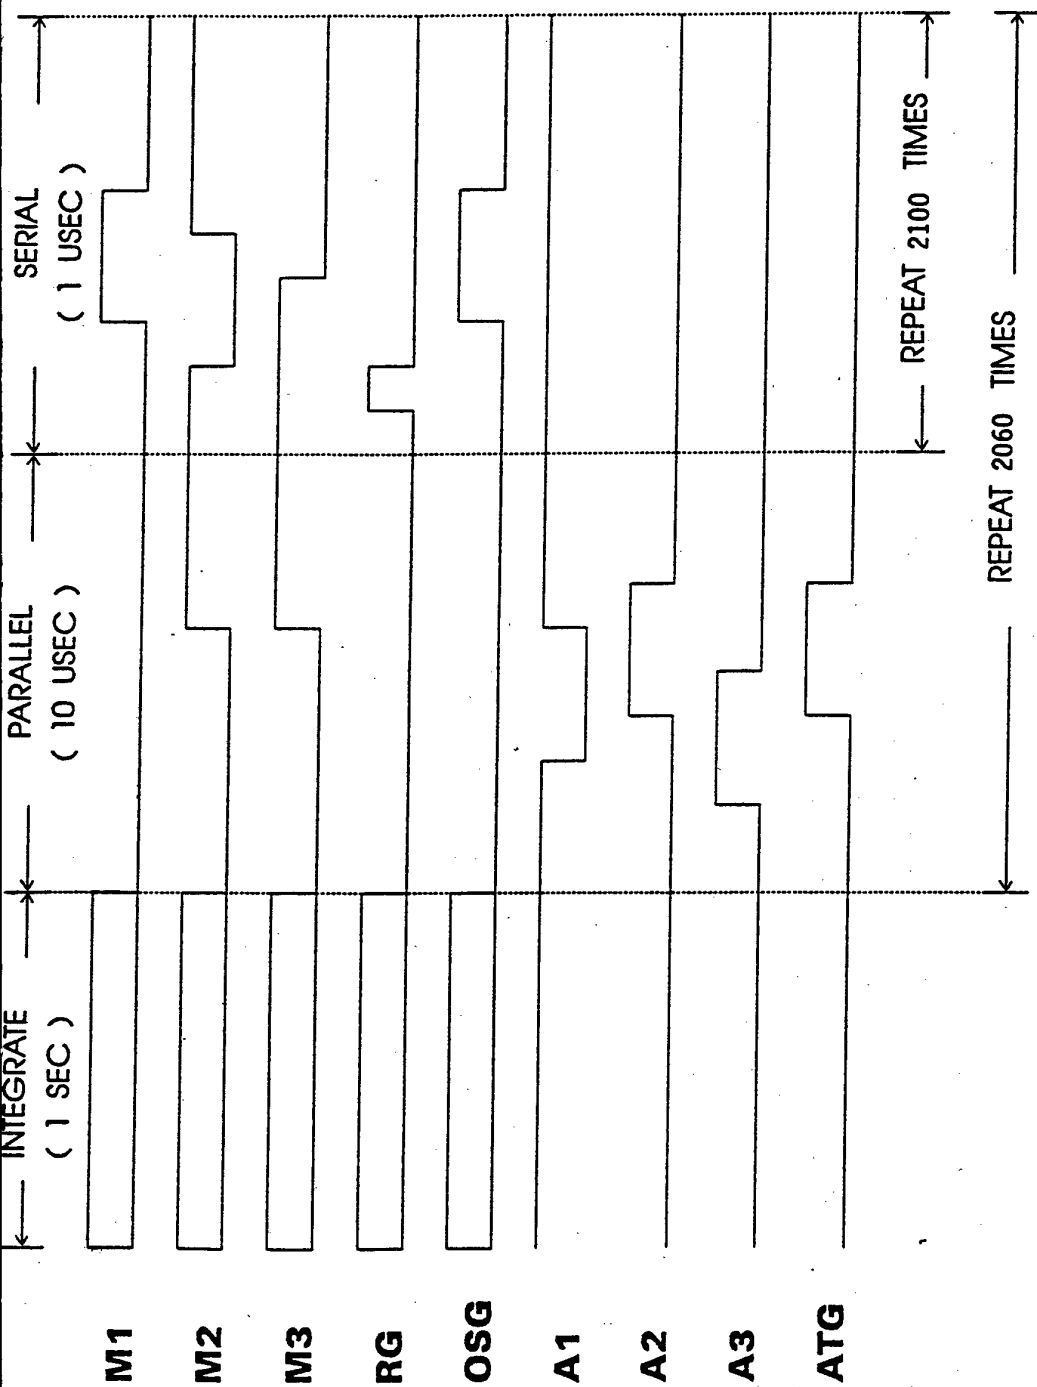 INTEGRATE
( 1 SEC )
PARALLEL
( 10 USEC )
SERIAL
( 1 USEC )
M1
M2
M3
RG
OSG
A1
A2
A3
ATG
REPEAT 2100 TIMES
REPEAT 2060 TIMES